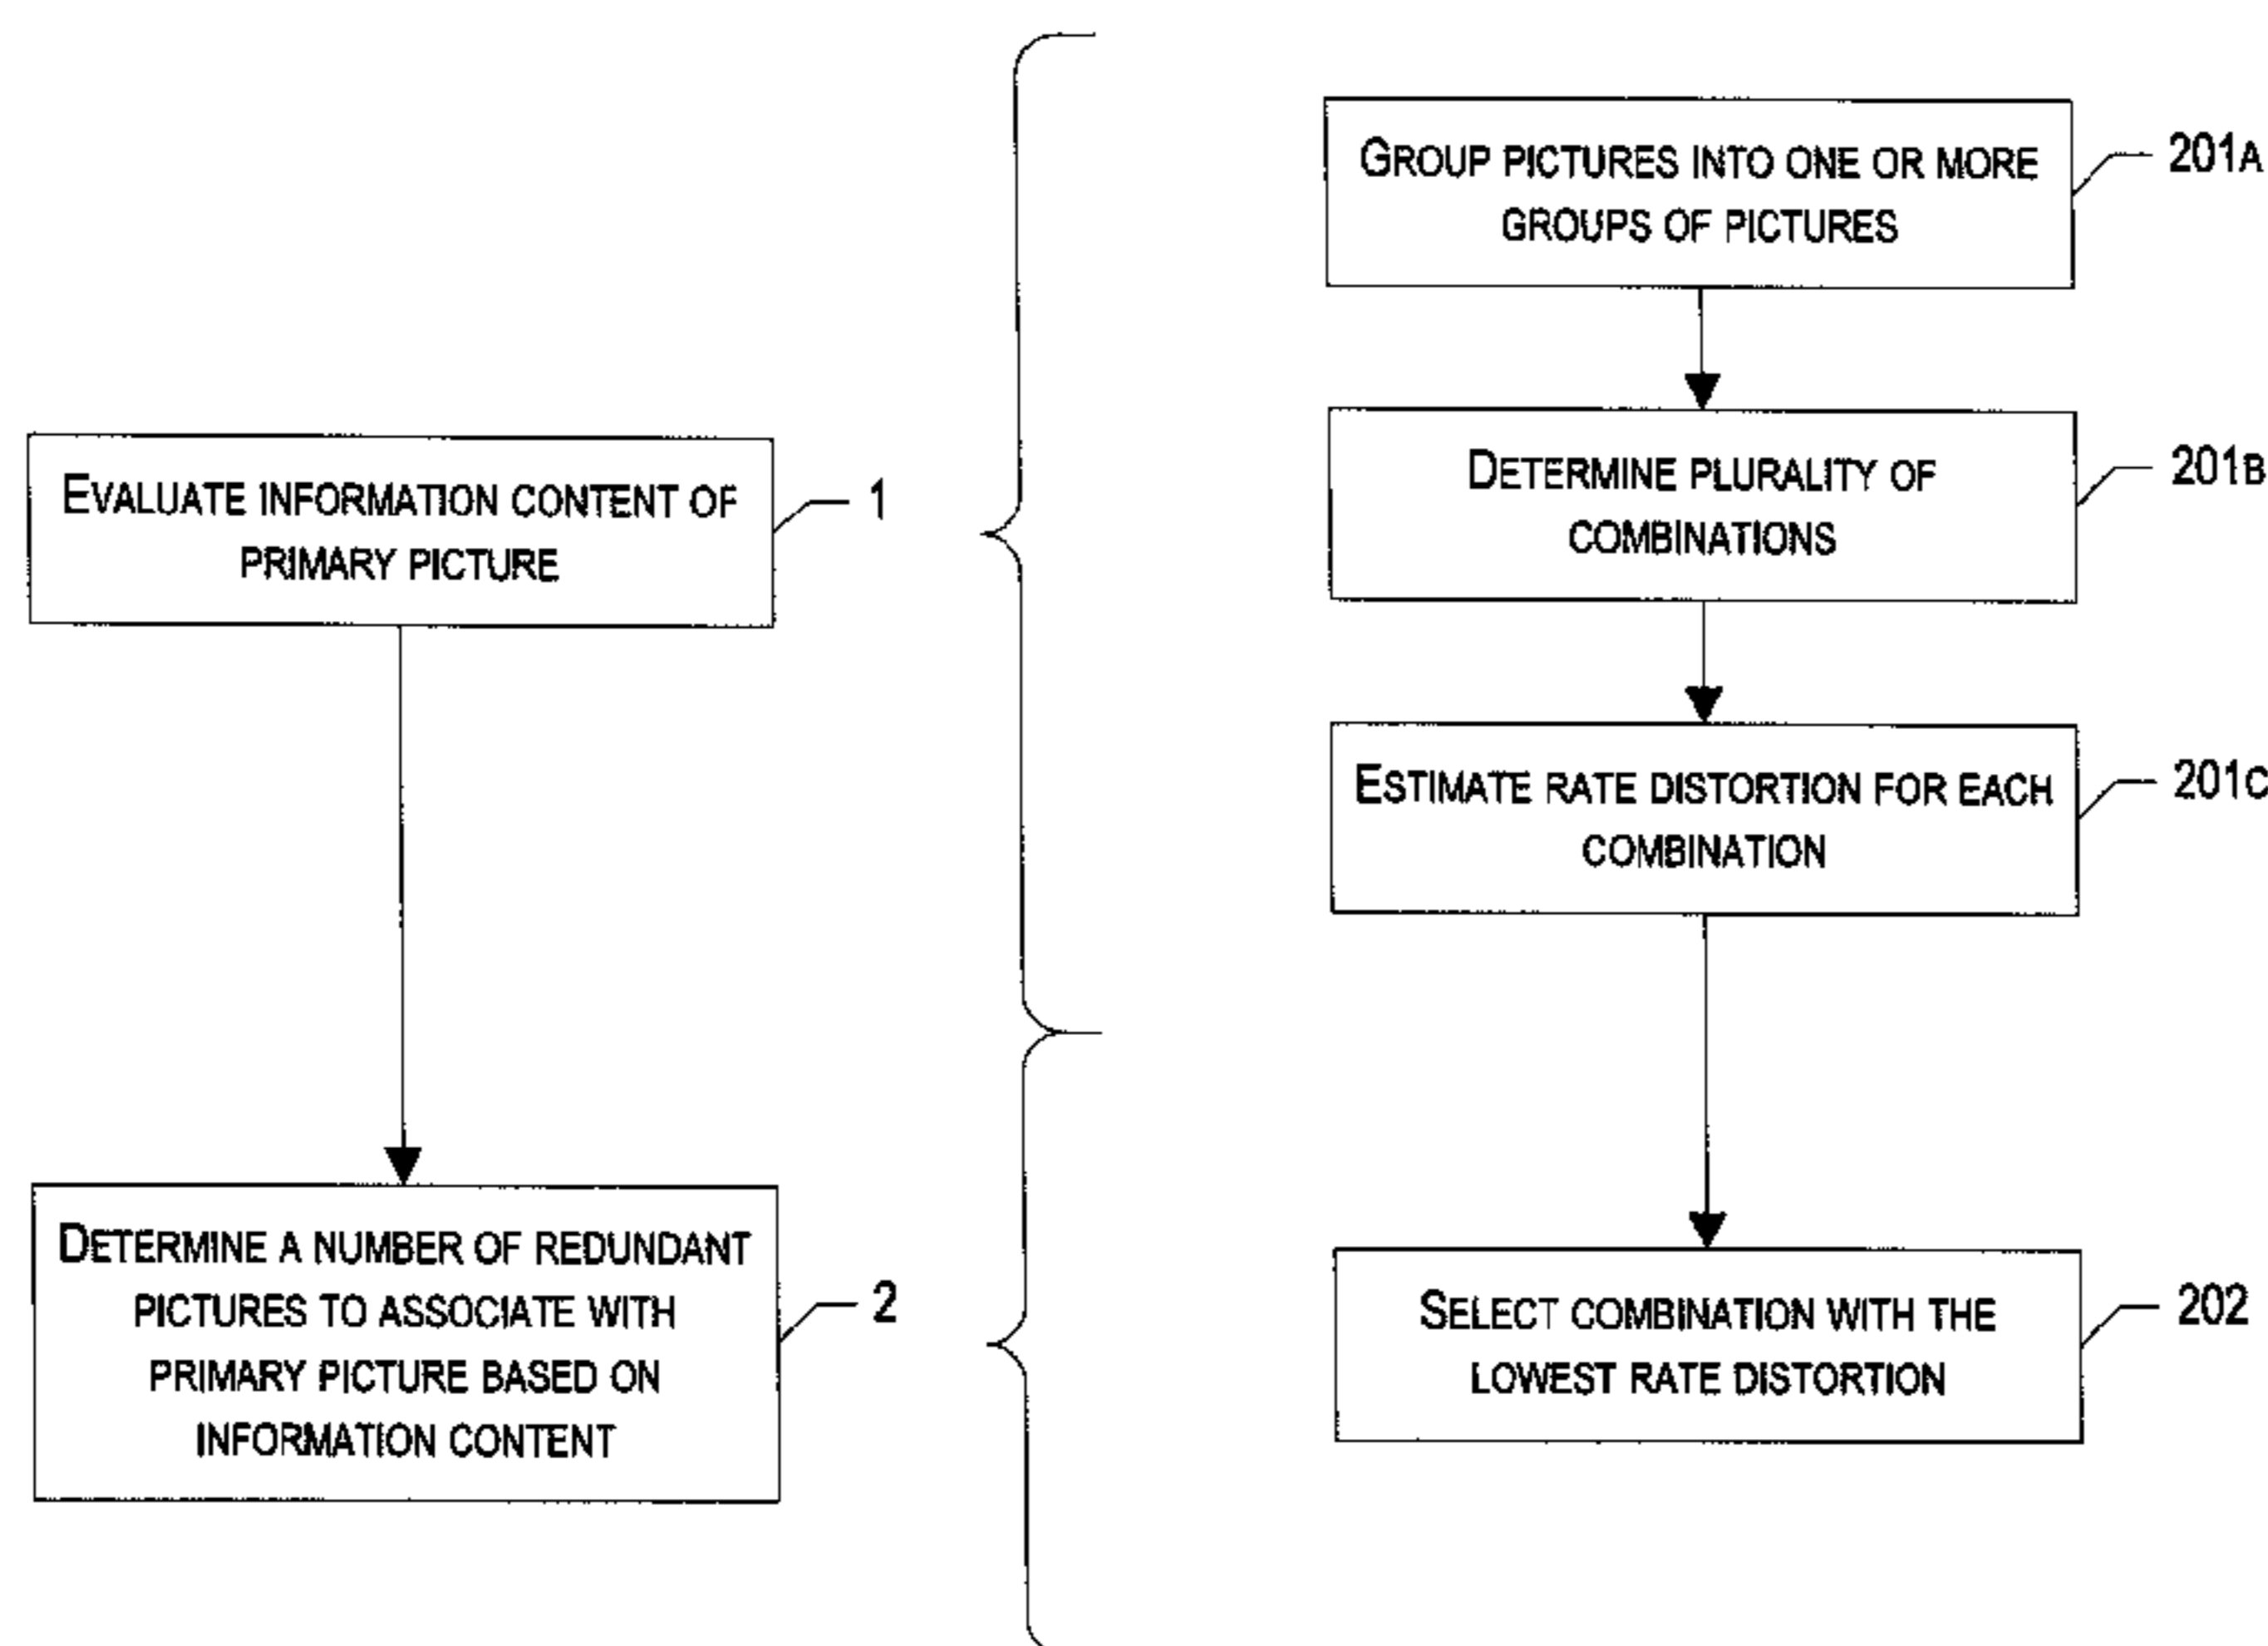 EVALUATE INFORMATION CONTENT OF
PRIMARY PICTURE
1
DETERMINE A NUMBER OF REDUNDANT
PICTURES TO ASSOCIATE WITH
PRIMARY PICTURE BASED ON
INFORMATION CONTENT
2
GROUP PICTURES INTO ONE OR MORE
GROUPS OF PICTURES
201A
DETERMINE PLURALITY OF
COMBINATIONS
201B
ESTIMATE RATE DISTORTION FOR EACH
COMBINATION
201C
SELECT COMBINATION WITH THE
LOWEST RATE DISTORTION
202